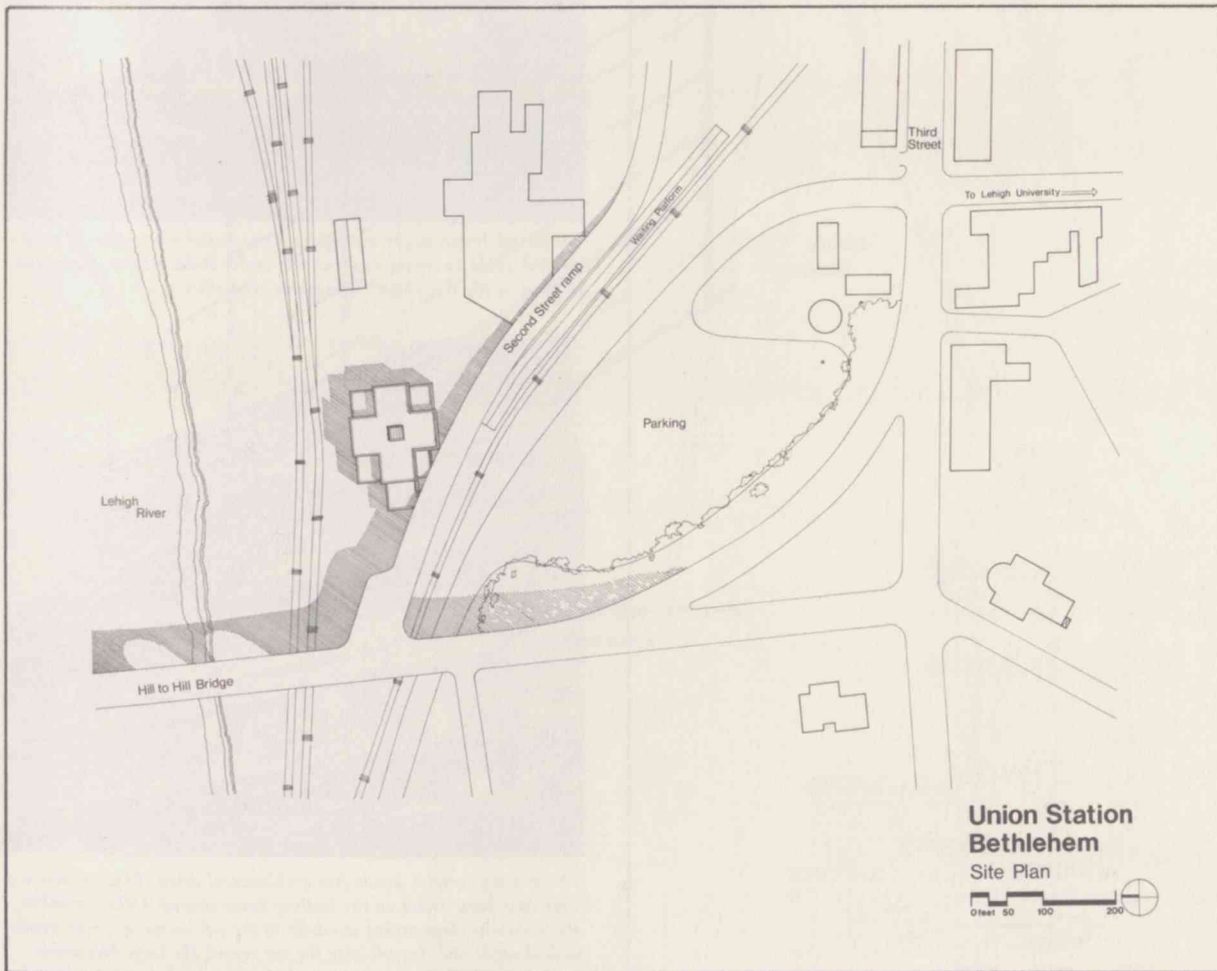 Third
Street
To Lehigh University
Waiting Platform
Second Street ramp
Parking
Lehigh
River
Hill to Hill Bridge
Union Station
Bethlehem
Site Plan
0 feet 50 100 200